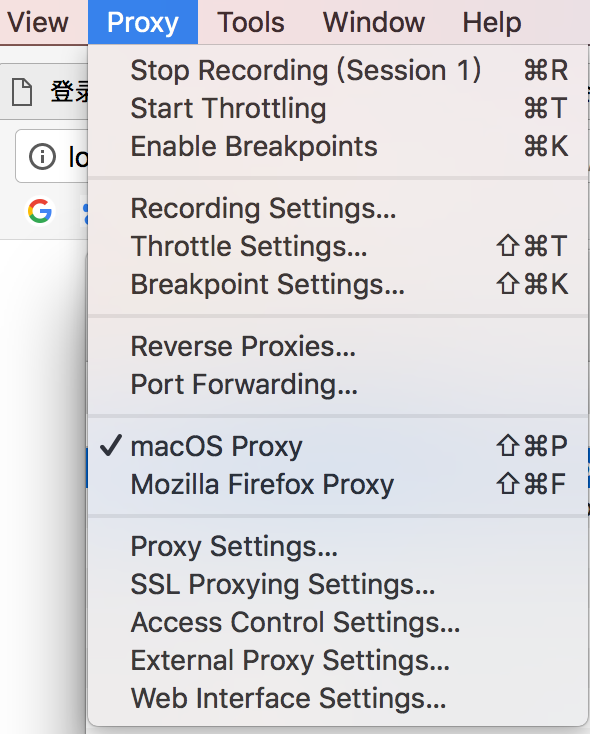 View Proxy Tools Window Help
Stop Recording (Session 1) ⌘R
Start Throttling ⌘T
Enable Breakpoints ⌘K
Recording Settings...
Throttle Settings... ⇧⌘T
Breakpoint Settings... ⇧⌘K
Reverse Proxies...
Port Forwarding...
✓ macOS Proxy ⇧⌘P
Mozilla Firefox Proxy ⇧⌘F
Proxy Settings...
SSL Proxying Settings...
Access Control Settings...
External Proxy Settings...
Web Interface Settings...
登录
lo